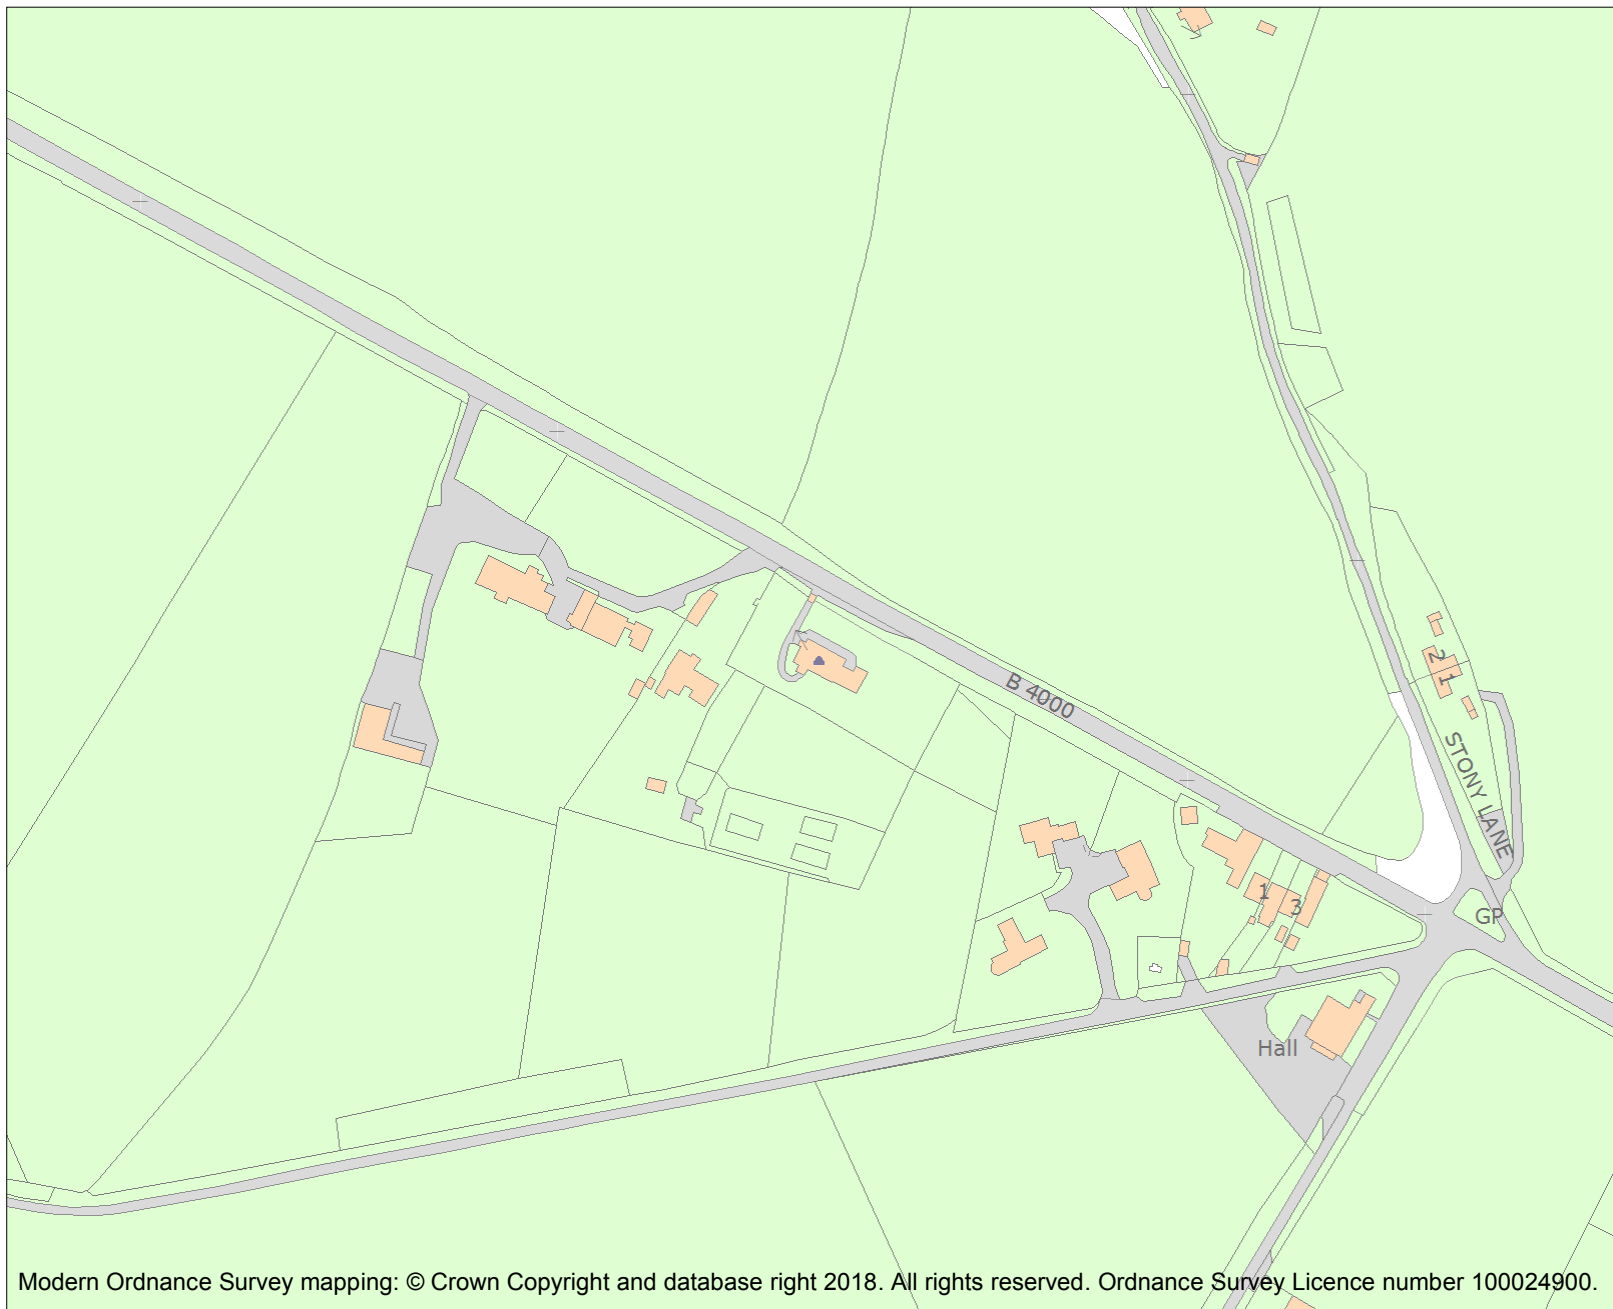 B 4000
2
1
STONY LANE
1
3
GP
Hall
Modern Ordnance Survey mapping: © Crown Copyright and database right 2018. All rights reserved. Ordnance Survey Licence number 100024900.